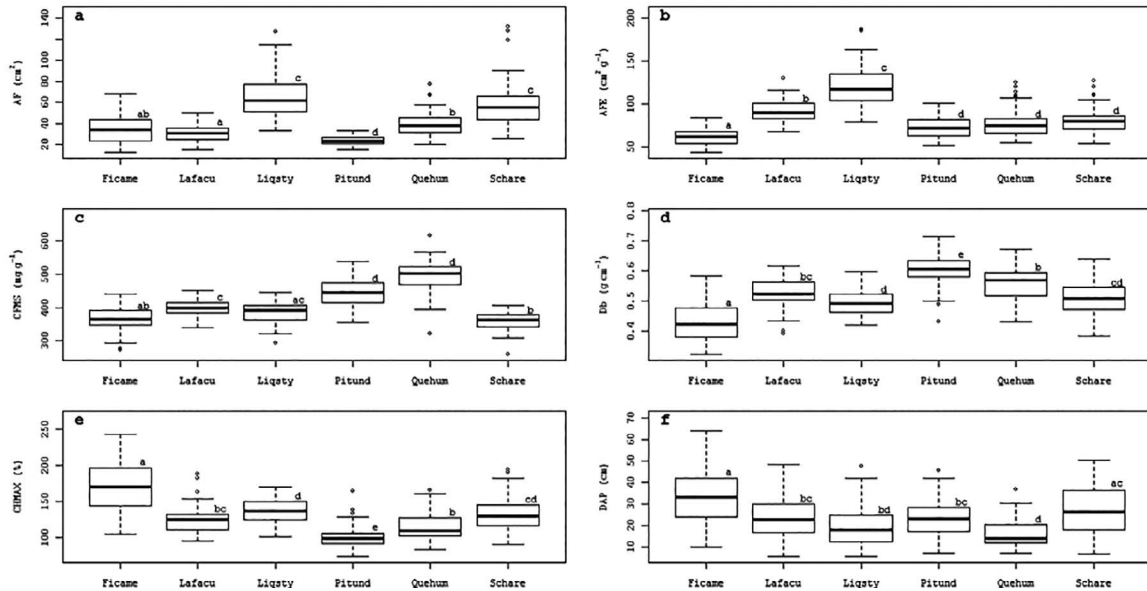 a
AF (cm²)
140
100
80
60
40
20
ab
a
c
d
b
c
Ficame Lafacu Liqsty Pitund Quehum Schare
b
AFE (cm² g⁻¹)
200
150
100
50
a
b
c
d
d
d
Ficame Lafacu Liqsty Pitund Quehum Schare
c
CFMS (mg g⁻¹)
600
500
400
300
ab
c
ac
d
d
b
Ficame Lafacu Liqsty Pitund Quehum Schare
d
Db (g cm⁻¹)
0.8
0.7
0.6
0.5
0.4
a
bc
d
e
b
cd
Ficame Lafacu Liqsty Pitund Quehum Schare
e
CHMAX (%)
250
200
150
100
a
bc
d
e
b
cd
Ficame Lafacu Liqsty Pitund Quehum Schare
f
DAP (cm)
70
60
50
40
30
20
10
a
bc
bd
bc
d
ac
Ficame Lafacu Liqsty Pitund Quehum Schare